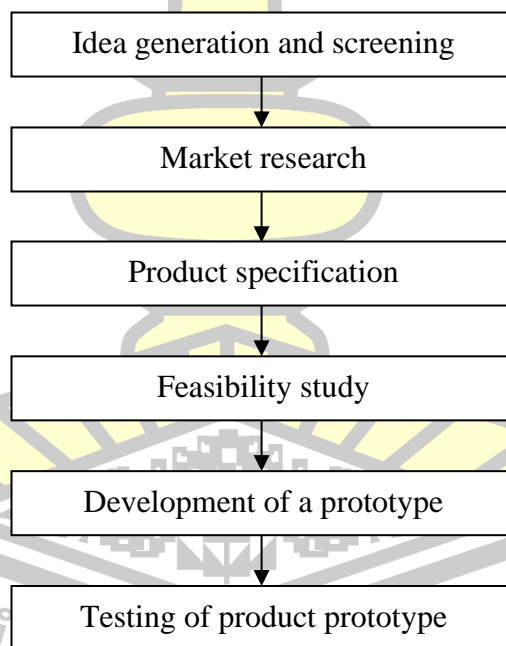 Idea generation and screening
Market research
Product specification
Feasibility study
Development of a prototype
Testing of product prototype